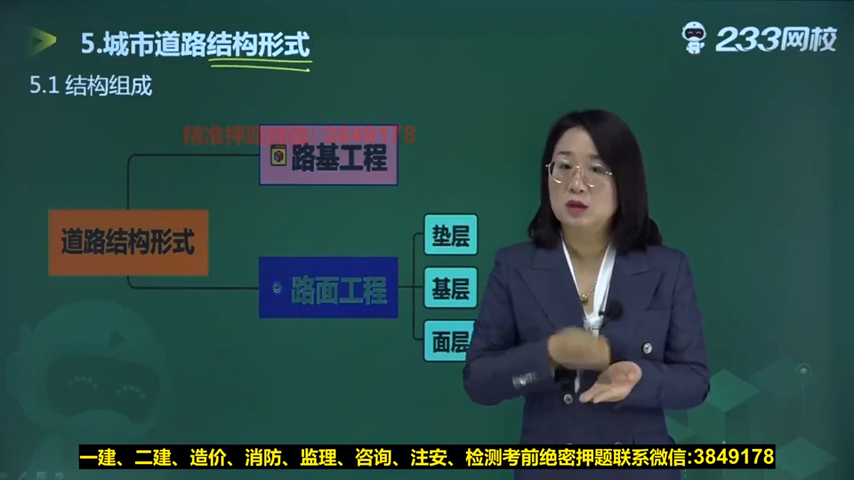 5.城市道路结构形式
233网校
5.1 结构组成
精准押题微信:3849178
路基工程
道路结构形式
垫层
路面工程
基层
面层
一建、二建、造价、消防、监理、咨询、注安、检测考前绝密押题联系微信:3849178